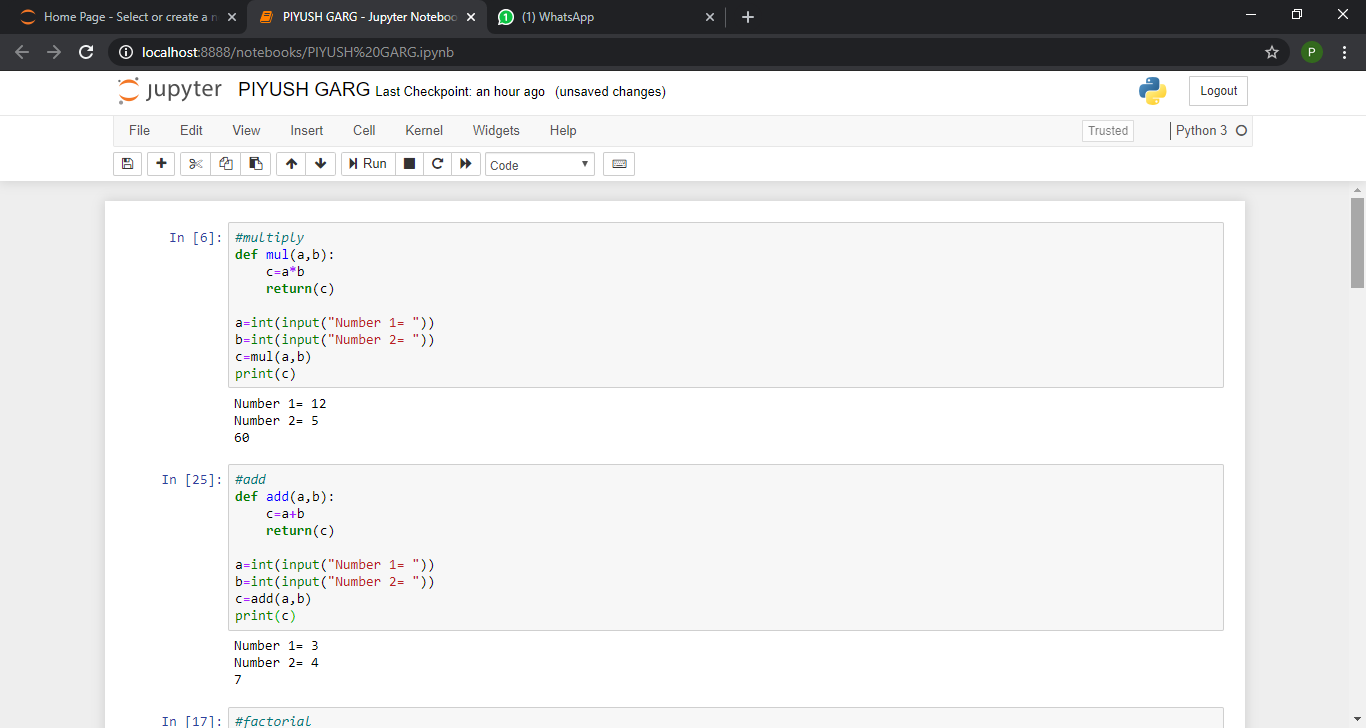 Home Page - Select or create a n
PIYUSH GARG - Jupyter Noteboo
(1) WhatsApp
localhost:8888/notebooks/PIYUSH%20GARG.ipynb
P
jupyter PIYUSH GARG Last Checkpoint: an hour ago (unsaved changes)
Logout
File Edit View Insert Cell Kernel Widgets Help
Trusted
Python 3
Run
Code
In [6]: #multiply
def mul(a,b):
    c=a*b
    return(c)
a=int(input("Number 1= "))
b=int(input("Number 2= "))
c=mul(a,b)
print(c)
Number 1= 12
Number 2= 5
60
In [25]: #add
def add(a,b):
    c=a+b
    return(c)
a=int(input("Number 1= "))
b=int(input("Number 2= "))
c=add(a,b)
print(c)
Number 1= 3
Number 2= 4
7
In [17]: #factorial